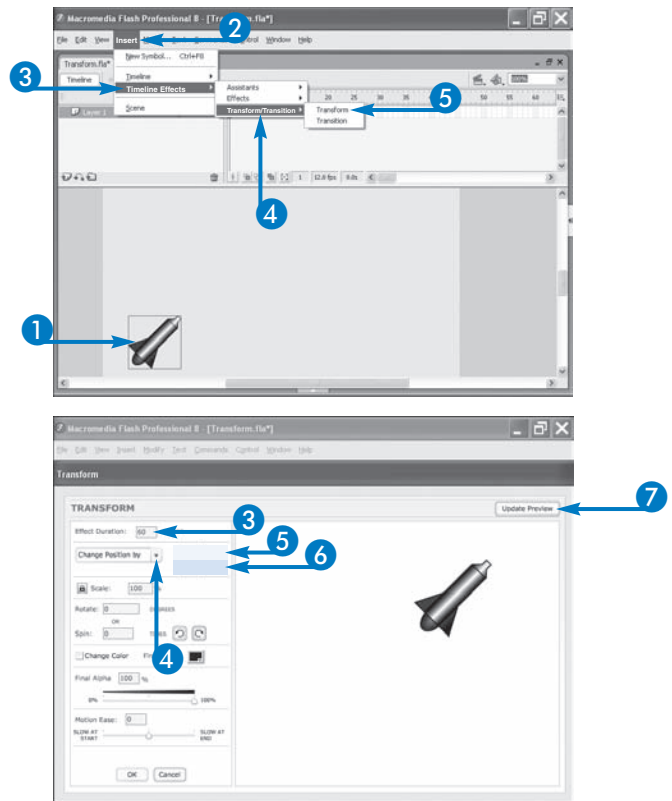 Macromedia Flash Professional 8 - [Transform.fla*]
File Edit View Insert Control Window Help
2
New Symbol... Ctrl+F8
Transform.fla*
Timeline
Timeline
3
Timeline Effects
Assistants
Effects
Transform/Transition
Transform
Transition
5
Scene
Layer 1
20 25 30 35 50 55 60 65
1 12.0 fps 0.0s
4
1
Macromedia Flash Professional 8 - [Transform.fla*]
File Edit View Insert Modify Text Commands Control Window Help
Transform
TRANSFORM
Update Preview
7
Effect Duration: 60
3
Change Position by
5
6
Scale: 100
Rotate: 0 DEGREES
OR
Spin: 0 TIMES
4
Change Color
Final Alpha 100 %
0% 100%
Motion Ease: 0
SLOW AT START
SLOW AT END
OK Cancel